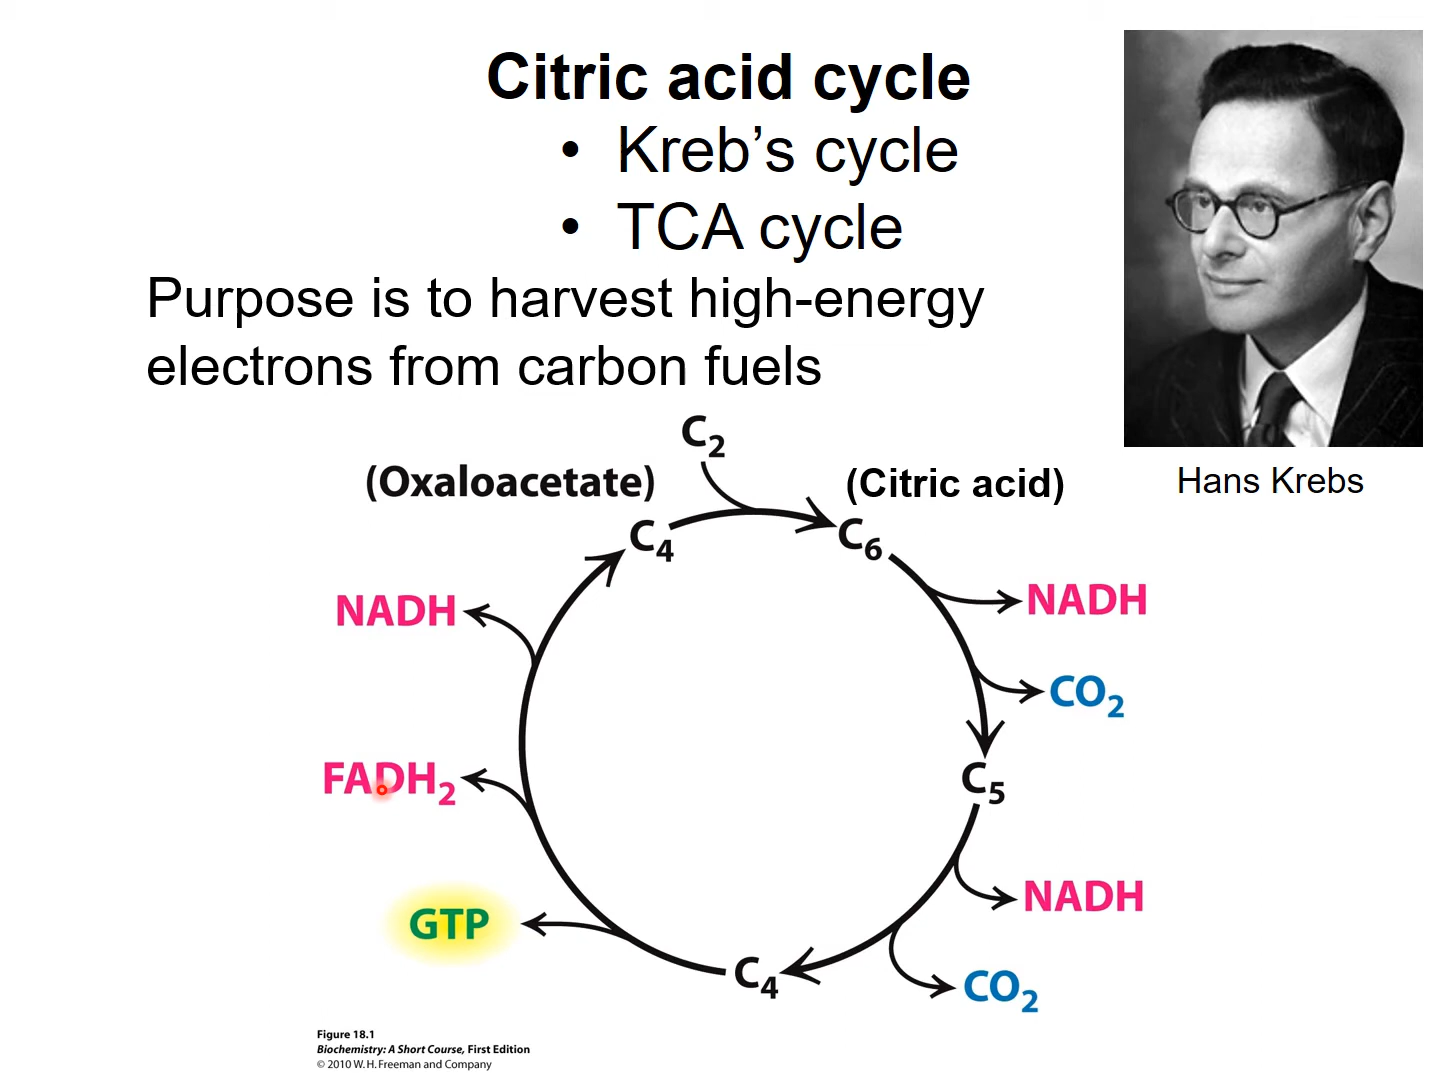 Citric acid cycle
• Kreb’s cycle
• TCA cycle
Purpose is to harvest high-energy
electrons from carbon fuels
Hans Krebs
C2
(Oxaloacetate)
(Citric acid)
C4
C6
NADH
NADH
CO2
C5
FADH2
NADH
GTP
C4
CO2
Figure 18.1
Biochemistry: A Short Course, First Edition
© 2010 W. H. Freeman and Company